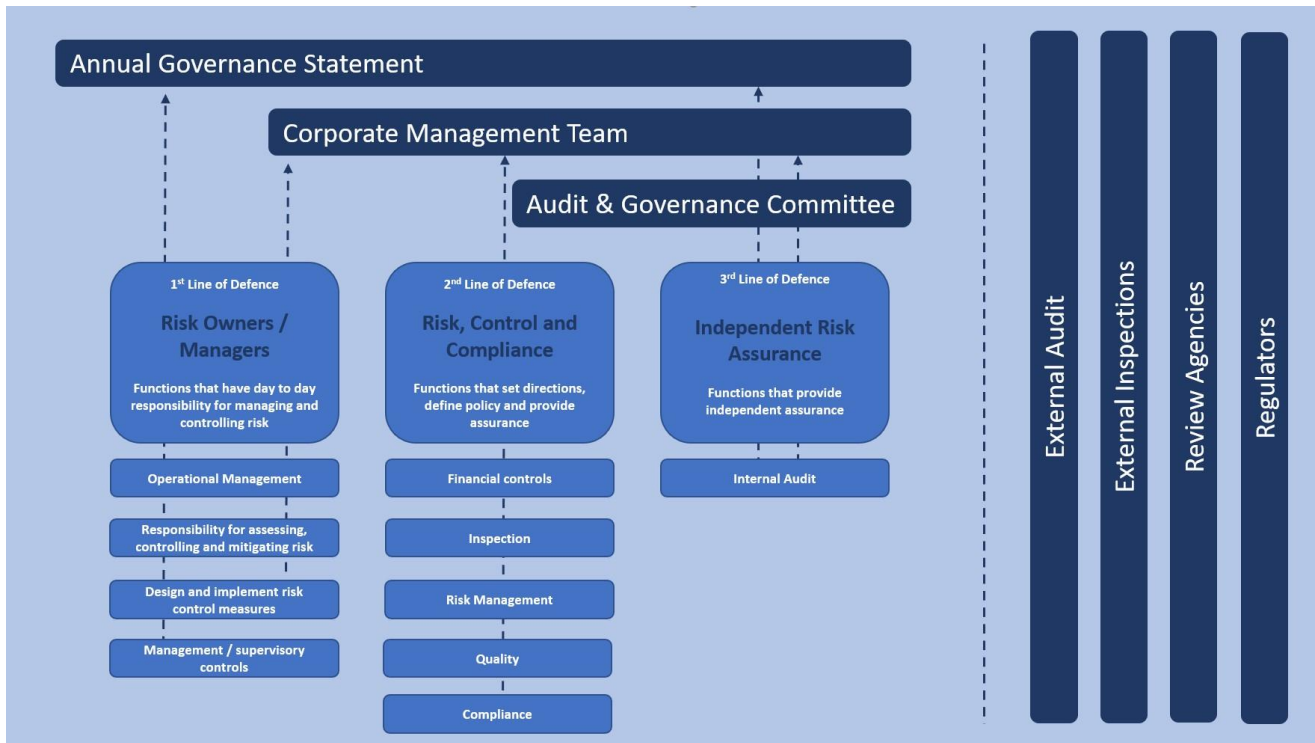 Annual Governance Statement
Corporate Management Team
Audit & Governance Committee
1st Line of Defence
Risk Owners /
Managers
Functions that have day to day
responsibility for managing and
controlling risk
Operational Management
Responsibility for assessing,
controlling and mitigating risk
Design and implement risk
control measures
Management / supervisory
controls
2nd Line of Defence
Risk, Control and
Compliance
Functions that set directions,
define policy and provide
assurance
Financial controls
Inspection
Risk Management
Quality
Compliance
3rd Line of Defence
Independent Risk
Assurance
Functions that provide
independent assurance
Internal Audit
External Audit
External Inspections
Review Agencies
Regulators